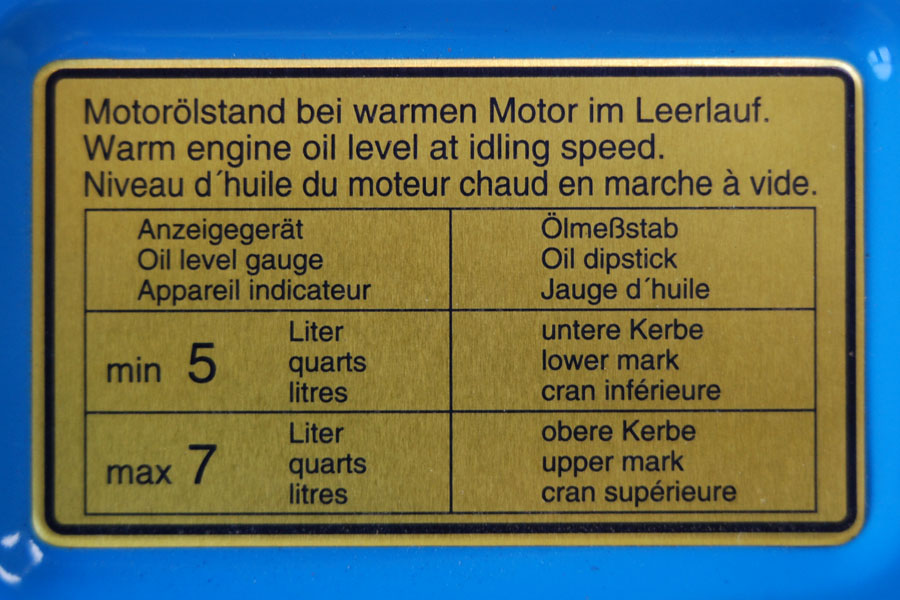 Motorölstand bei warmen Motor im Leerlauf.
Warm engine oil level at idling speed.
Niveau d´huile du moteur chaud en marche à vide.
Anzeigegerät
Oil level gauge
Appareil indicateur
Ölmeßstab
Oil dipstick
Jauge d´huile
min 5
Liter
quarts
litres
untere Kerbe
lower mark
cran inférieure
max 7
Liter
quarts
litres
obere Kerbe
upper mark
cran supérieure